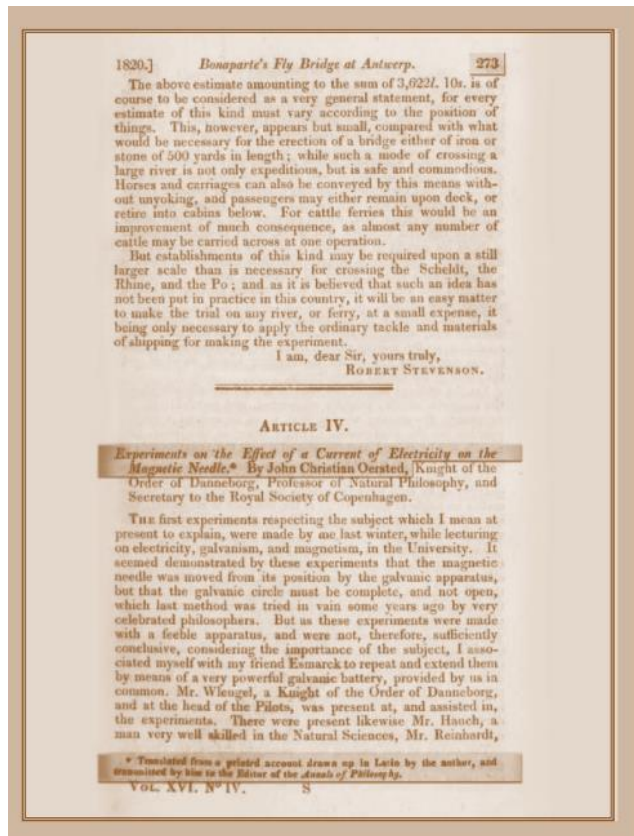 1820.] Bonaparte's Fly Bridge at Antwerp. 273
The above estimate amounting to the sum of 3,622l. 10s. is of
course to be considered as a very general statement, for every
estimate of this kind must vary according to the position of
things. This, however, appears but small, compared with what
would be necessary for the erection of a bridge either of iron or
stone of 500 yards in length; while such a mode of crossing a
large river is not only expeditious, but is safe and commodious.
Horses and carriages can also be conveyed by this means with-
out unyoking, and passengers may either remain upon deck, or
retire into cabins below. For cattle ferries this would be an
improvement of much consequence, as almost any number of
cattle may be carried across at one operation.
But establishments of this kind may be required upon a still
larger scale than is necessary for crossing the Scheldt, the
Rhine, and the Po; and as it is believed that such an idea has
not been put in practice in this country, it will be an easy matter
to make the trial on any river, or ferry, at a small expense, it
being only necessary to apply the ordinary tackle and materials
of shipping for making the experiment.
I am, dear Sir, yours truly,
ROBERT STEVENSON.
ARTICLE IV.
Experiments on the Effect of a Current of Electricity on the
Magnetic Needle.* By John Christian Oersted, Knight of the
Order of Danneborg, Professor of Natural Philosophy, and
Secretary to the Royal Society of Copenhagen.
THE first experiments respecting the subject which I mean at
present to explain, were made by me last winter, while lecturing
on electricity, galvanism, and magnetism, in the University. It
seemed demonstrated by these experiments that the magnetic
needle was moved from its position by the galvanic apparatus,
but that the galvanic circle must be complete, and not open,
which last method was tried in vain some years ago by very
celebrated philosophers. But as these experiments were made
with a feeble apparatus, and were not, therefore, sufficiently
conclusive, considering the importance of the subject, I asso-
ciated myself with my friend Esmarck to repeat and extend them
by means of a very powerful galvanic battery, provided by us in
common. Mr. Wleugel, a Knight of the Order of Danneborg,
and at the head of the Pilots, was present at, and assisted in,
the experiments. There were present likewise Mr. Hauch, a
man very well skilled in the Natural Sciences, Mr. Reinhardt,
* Translated from a printed account drawn up in Latin by the author, and
transmitted by him to the Editor of the Annals of Philosophy.
VOL. XVI. N° IV. S